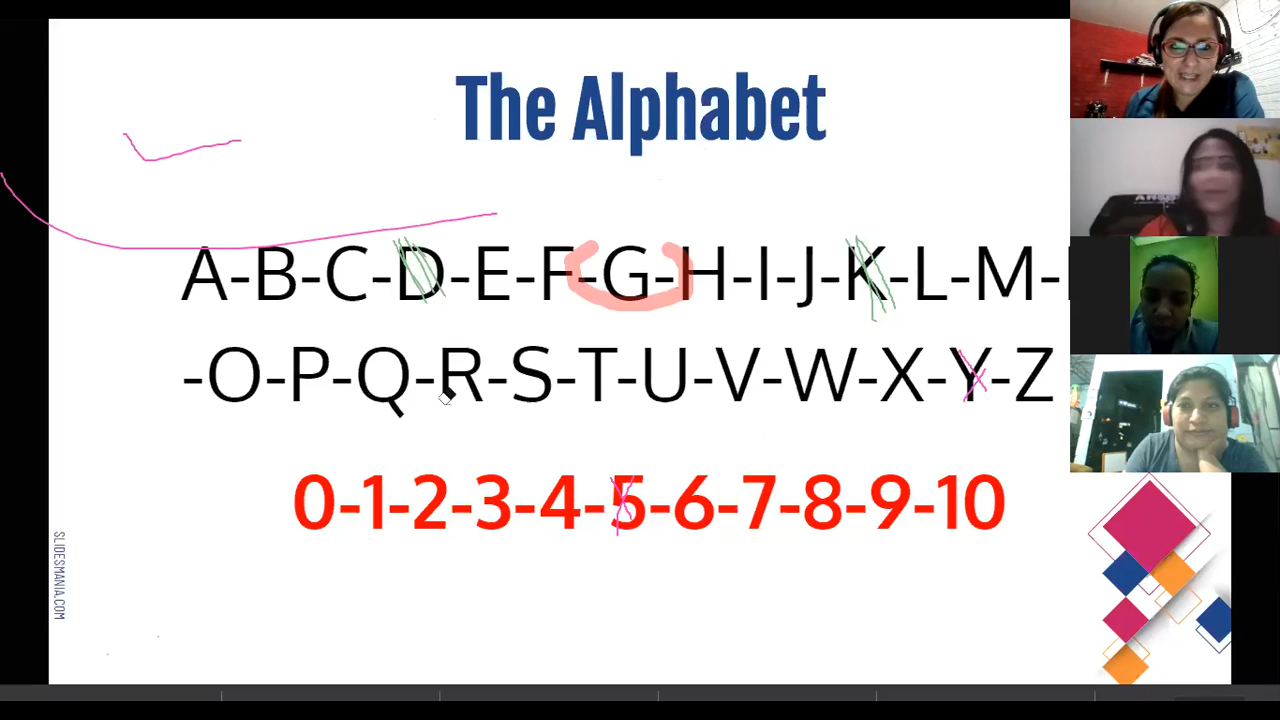 The Alphabet
A-B-C-D-E-F-G-H-I-J-K-L-M-
-O-P-Q-R-S-T-U-V-W-X-Y-Z
0-1-2-3-4-5-6-7-8-9-10
SLIDESMANIA.COM